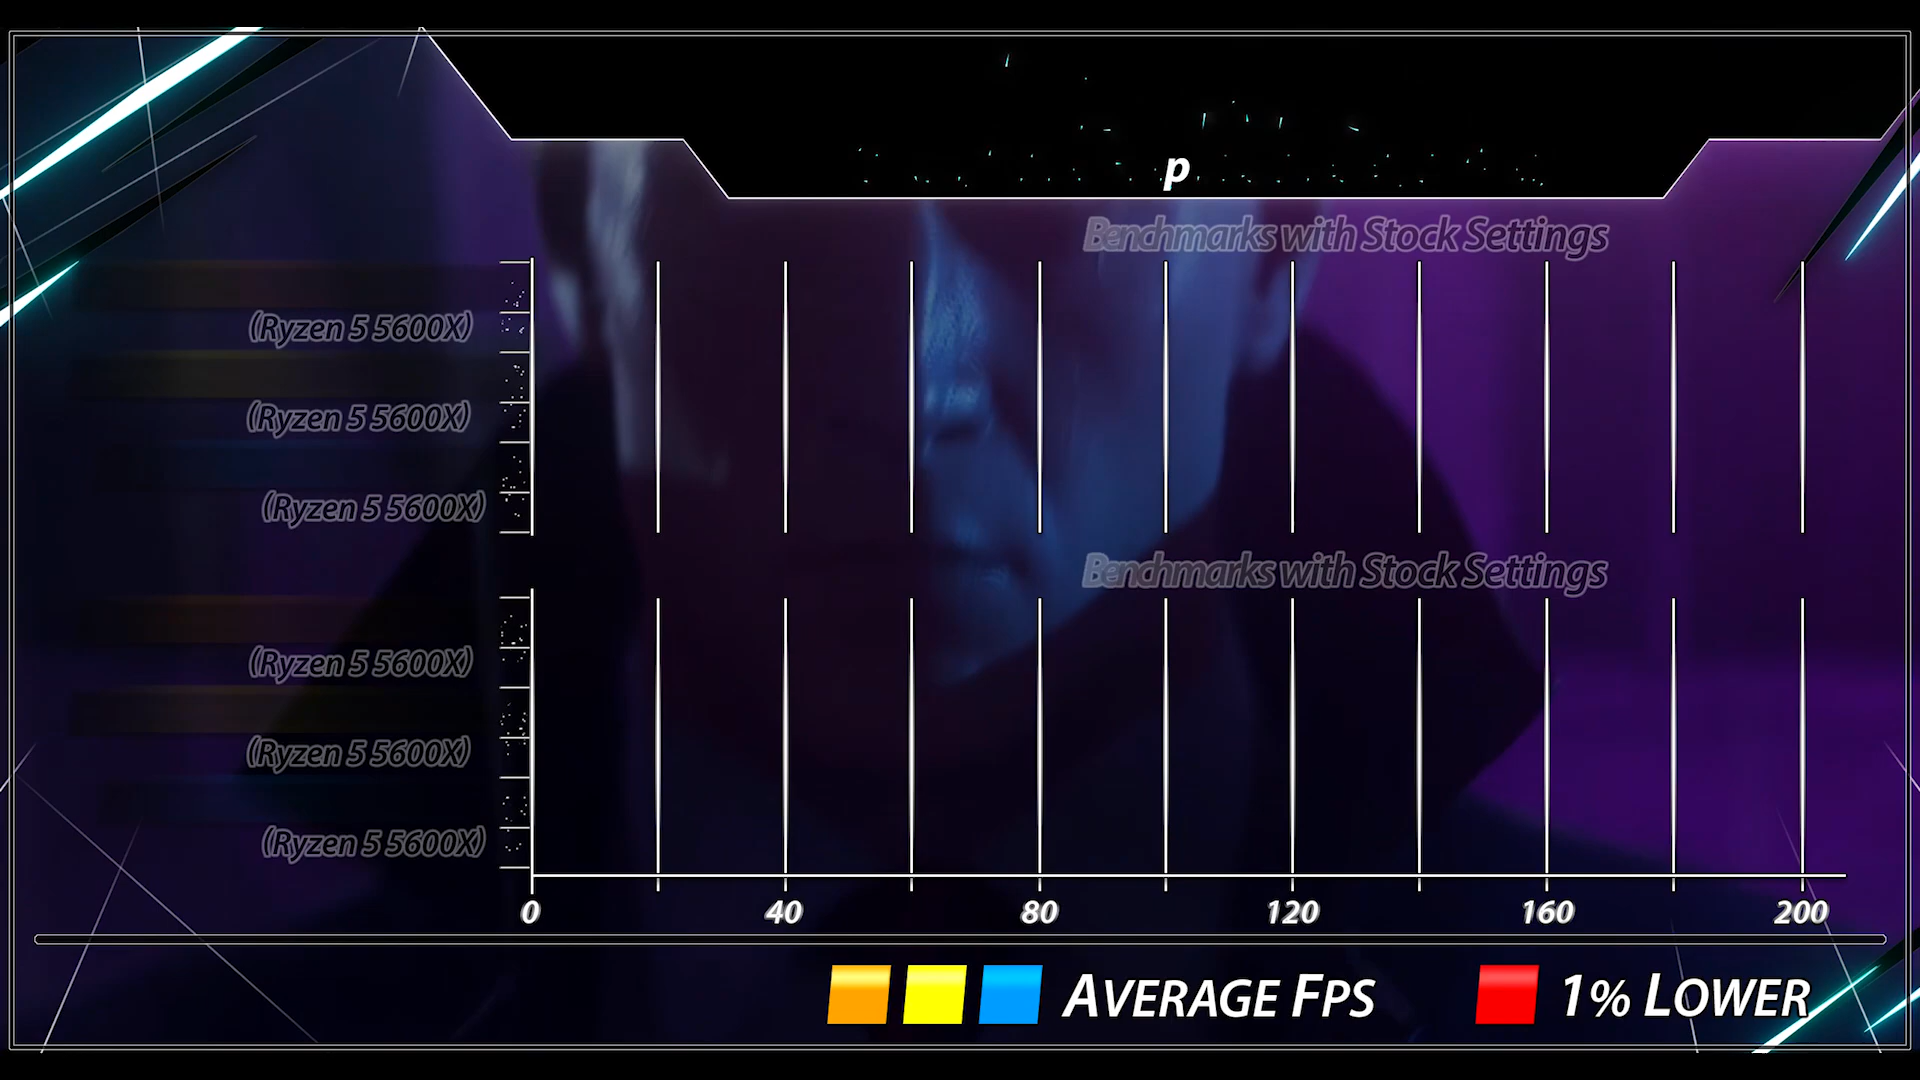 p
Benchmarks with Stock Settings
(Ryzen 5 5600X)
(Ryzen 5 5600X)
(Ryzen 5 5600X)
Benchmarks with Stock Settings
(Ryzen 5 5600X)
(Ryzen 5 5600X)
(Ryzen 5 5600X)
0 40 80 120 160 200
AVERAGE FPS 1% LOWER